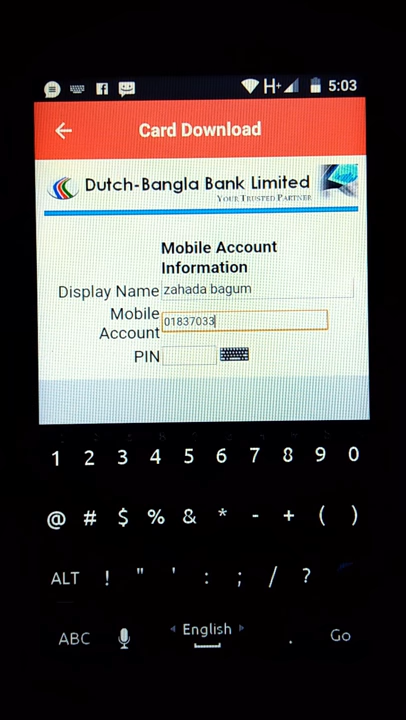 H+ 5:03
Card Download
Dutch-Bangla Bank Limited
YOUR TRUSTED PARTNER
Mobile Account
Information
Display Name zahada bagum
Mobile
Account 01837033
PIN
1 2 3 4 5 6 7 8 9 0
@ # $ % & * - + ( )
ALT ! " ' : ; / ?
ABC English . Go